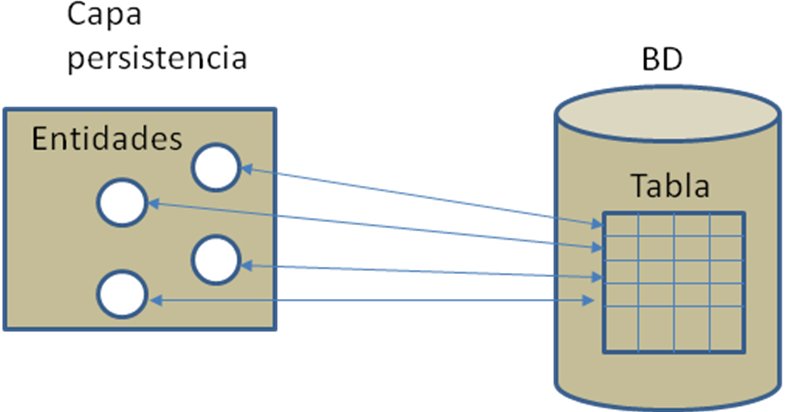 Capa
persistencia
BD
Entidades
Tabla